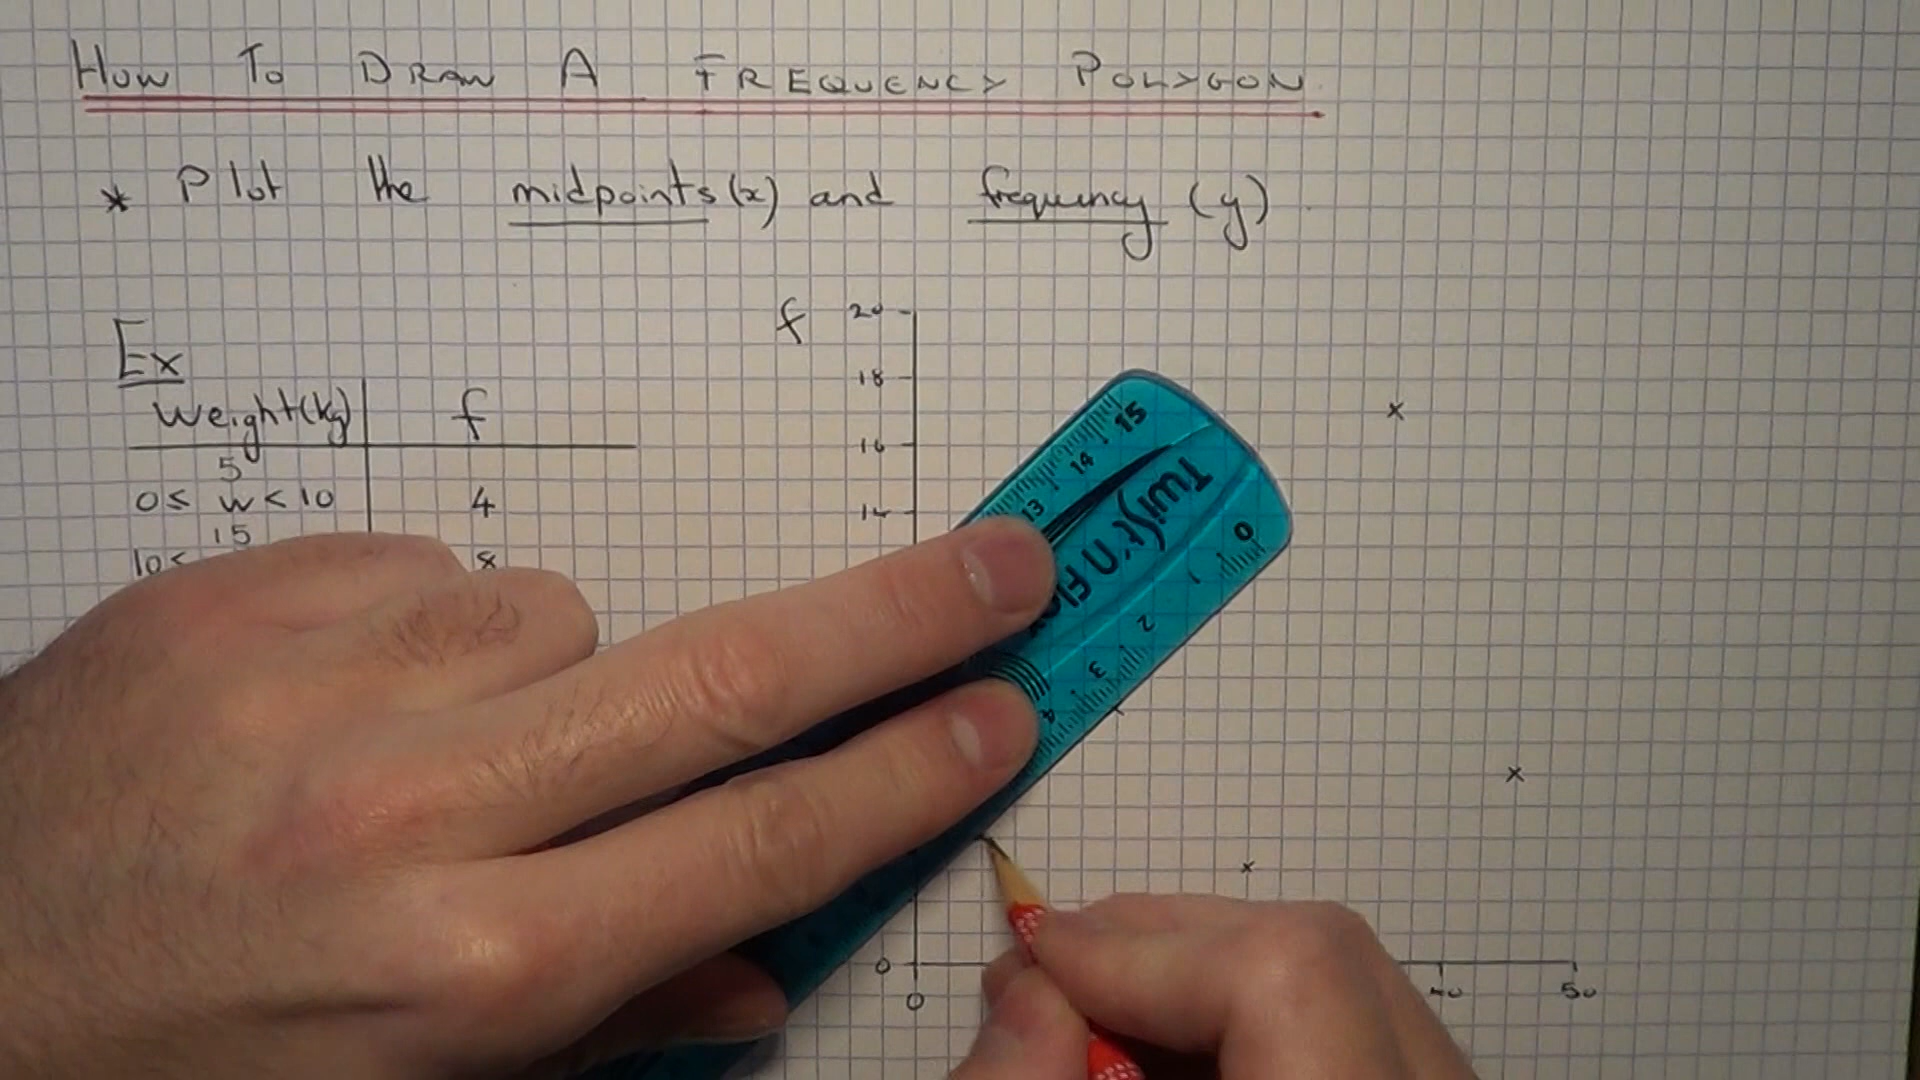 How To Draw A Frequency Polygon
* Plot the midpoints (x) and frequency (y).
Ex
Weight(kg) f
5
0 ≤ w < 10 4
15
10 ≤ 8
f
20
18
16
14
0
0 40 50
15
14
13
Twist 'n' Flex
0
1
2
3
4